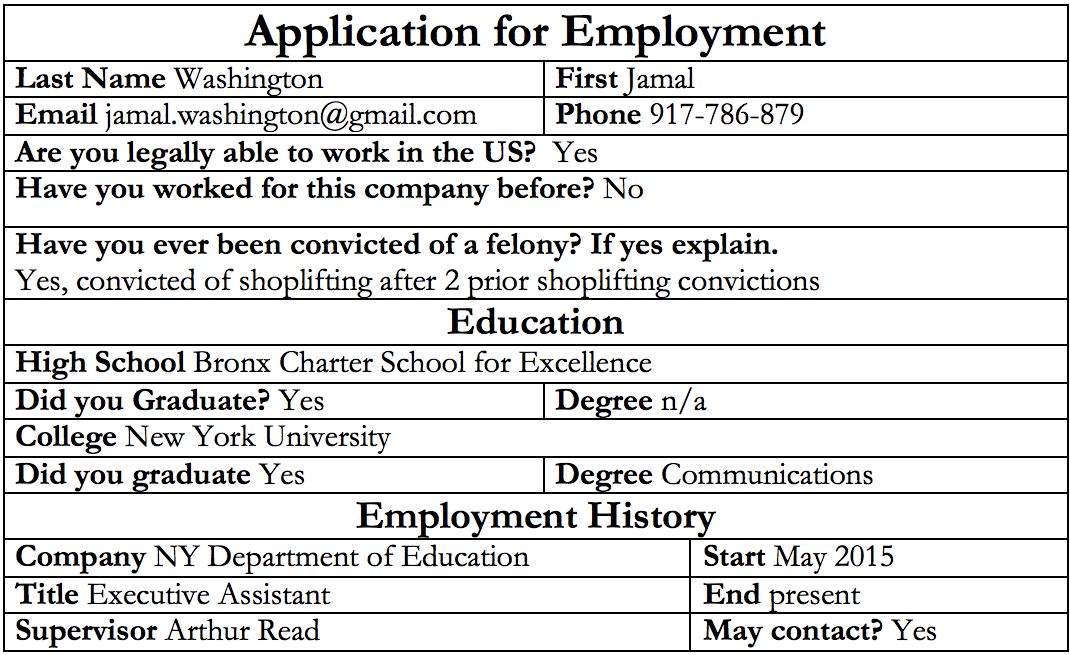 Application for Employment
Last Name Washington First Jamal
Email jamal.washington@gmail.com Phone 917-786-879
Are you legally able to work in the US? Yes
Have you worked for this company before? No
Have you ever been convicted of a felony? If yes explain.
Yes, convicted of shoplifting after 2 prior shoplifting convictions
Education
High School Bronx Charter School for Excellence
Did you Graduate? Yes Degree n/a
College New York University
Did you graduate Yes Degree Communications
Employment History
Company NY Department of Education Start May 2015
Title Executive Assistant End present
Supervisor Arthur Read May contact? Yes